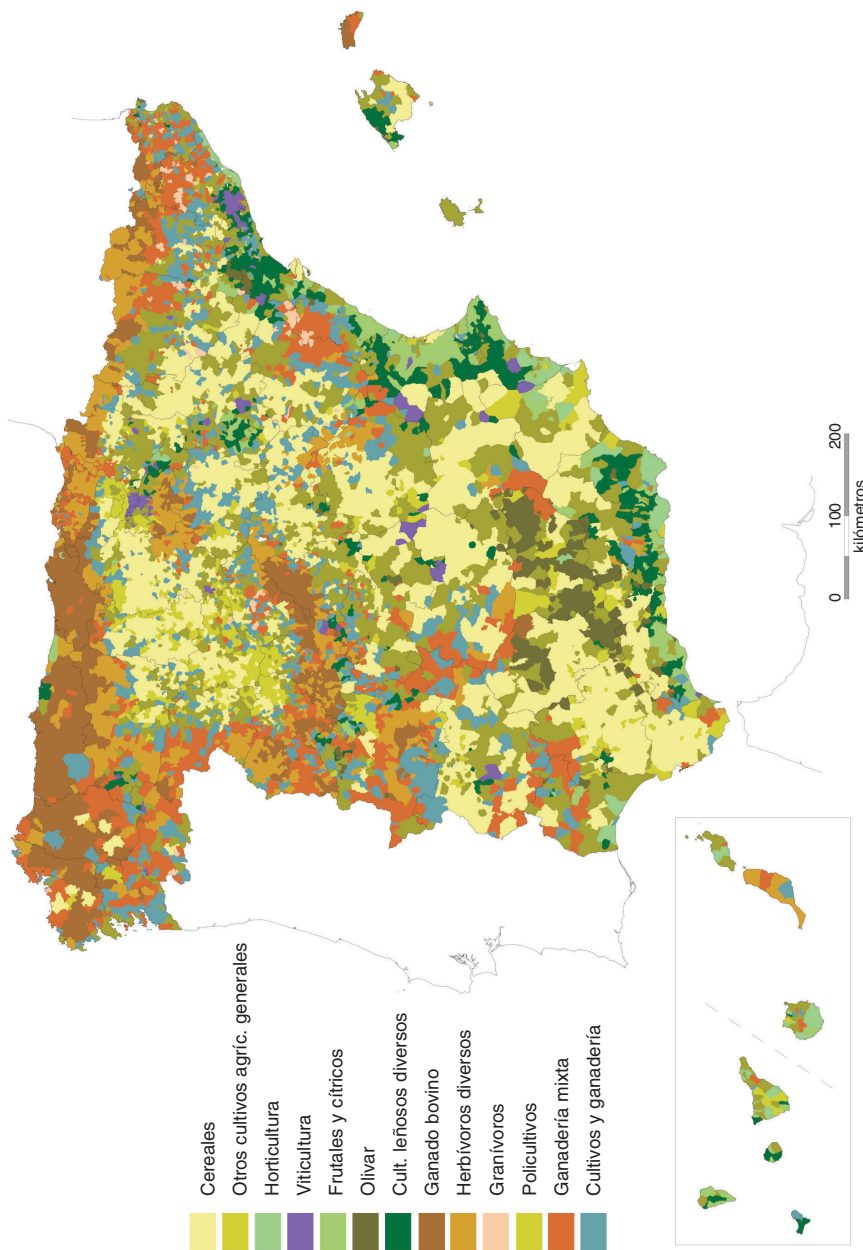 Cereales
Otros cultivos agríc. generales
Horticultura
Viticultura
Frutales y cítricos
Olivar
Cult. leñosos diversos
Ganado bovino
Herbívoros diversos
Granívoros
Policultivos
Ganadería mixta
Cultivos y ganadería
0 100 200
kilómetros